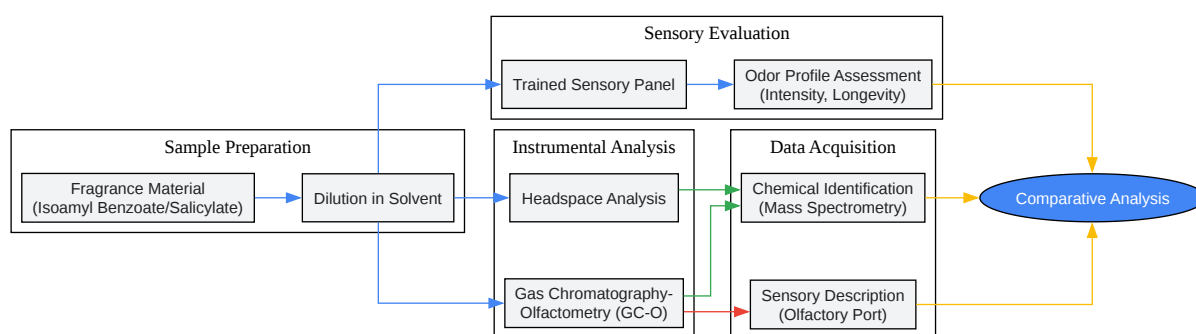 Sensory Evaluation
Trained Sensory Panel
Odor Profile Assessment
(Intensity, Longevity)
Sample Preparation
Fragrance Material
(Isoamyl Benzoate/Salicylate)
Dilution in Solvent
Instrumental Analysis
Headspace Analysis
Gas Chromatography-
Olfactometry (GC-O)
Data Acquisition
Chemical Identification
(Mass Spectrometry)
Sensory Description
(Olfactory Port)
Comparative Analysis